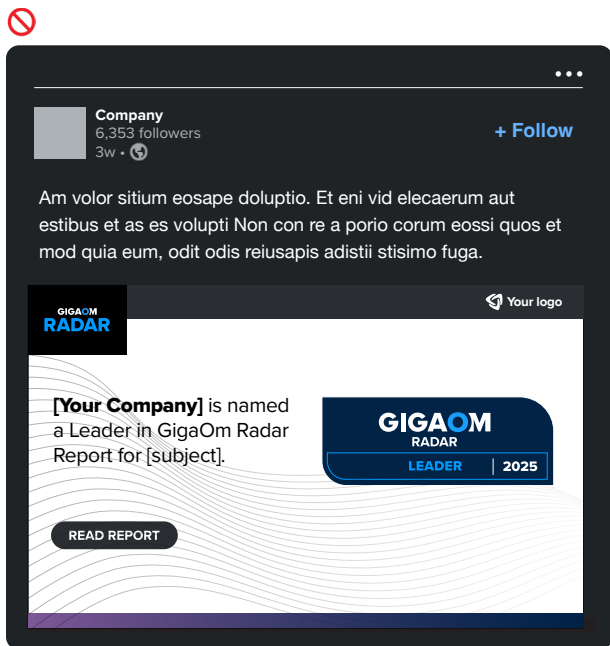 Company
6,353 followers
3w •
+ Follow
Am volor sitium eosape doluptio. Et eni vid elecaerum aut
estibus et as es volupti Non con re a porio corum eossi quos et
mod quia eum, odit odis reiusapis adistii stisimo fuga.
GIGAOM
RADAR
Your logo
[Your Company] is named
a Leader in GigaOm Radar
Report for [subject].
READ REPORT
GIGAOM
RADAR
LEADER | 2025